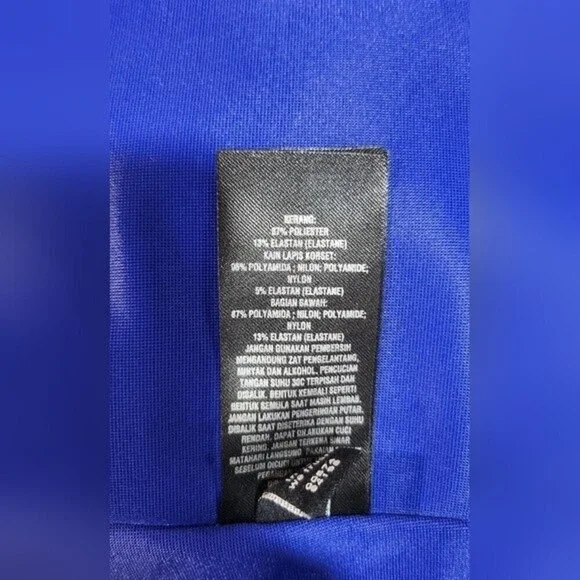 KERANG:
87% POLIESTER
13% ELASTAN (ELASTANE)
KAIN LAPIS KORSET:
95% POLYAMIDA ; NILON; POLYAMIDE;
NYLON
5% ELASTAN (ELASTANE)
BAGIAN BAWAH:
87% POLYAMIDA ; NILON; POLYAMIDE;
NYLON
13% ELASTAN (ELASTANE)
JANGAN GUNAKAN PEMBERSIH
MENGANDUNG ZAT PENGELANTANG,
MINYAK DAN ALKOHOL. PENCUCIAN
TANGAN SUHU 30C TERPISAH DAN
DIBALIK. BENTUK KEMBALI SEPERTI
BENTUK SEMULA SAAT MASIH LEMBAB.
JANGAN LAKUKAN PENGERINGAN PUTAR.
DIBALIK SAAT DISETERIKA DENGAN SUHU
RENDAH. DAPAT DILAKUKAN CUCI
KERING. JANGAN TERKENA SINAR
MATAHARI LANGSUNG.
SEBELUM DICUCI